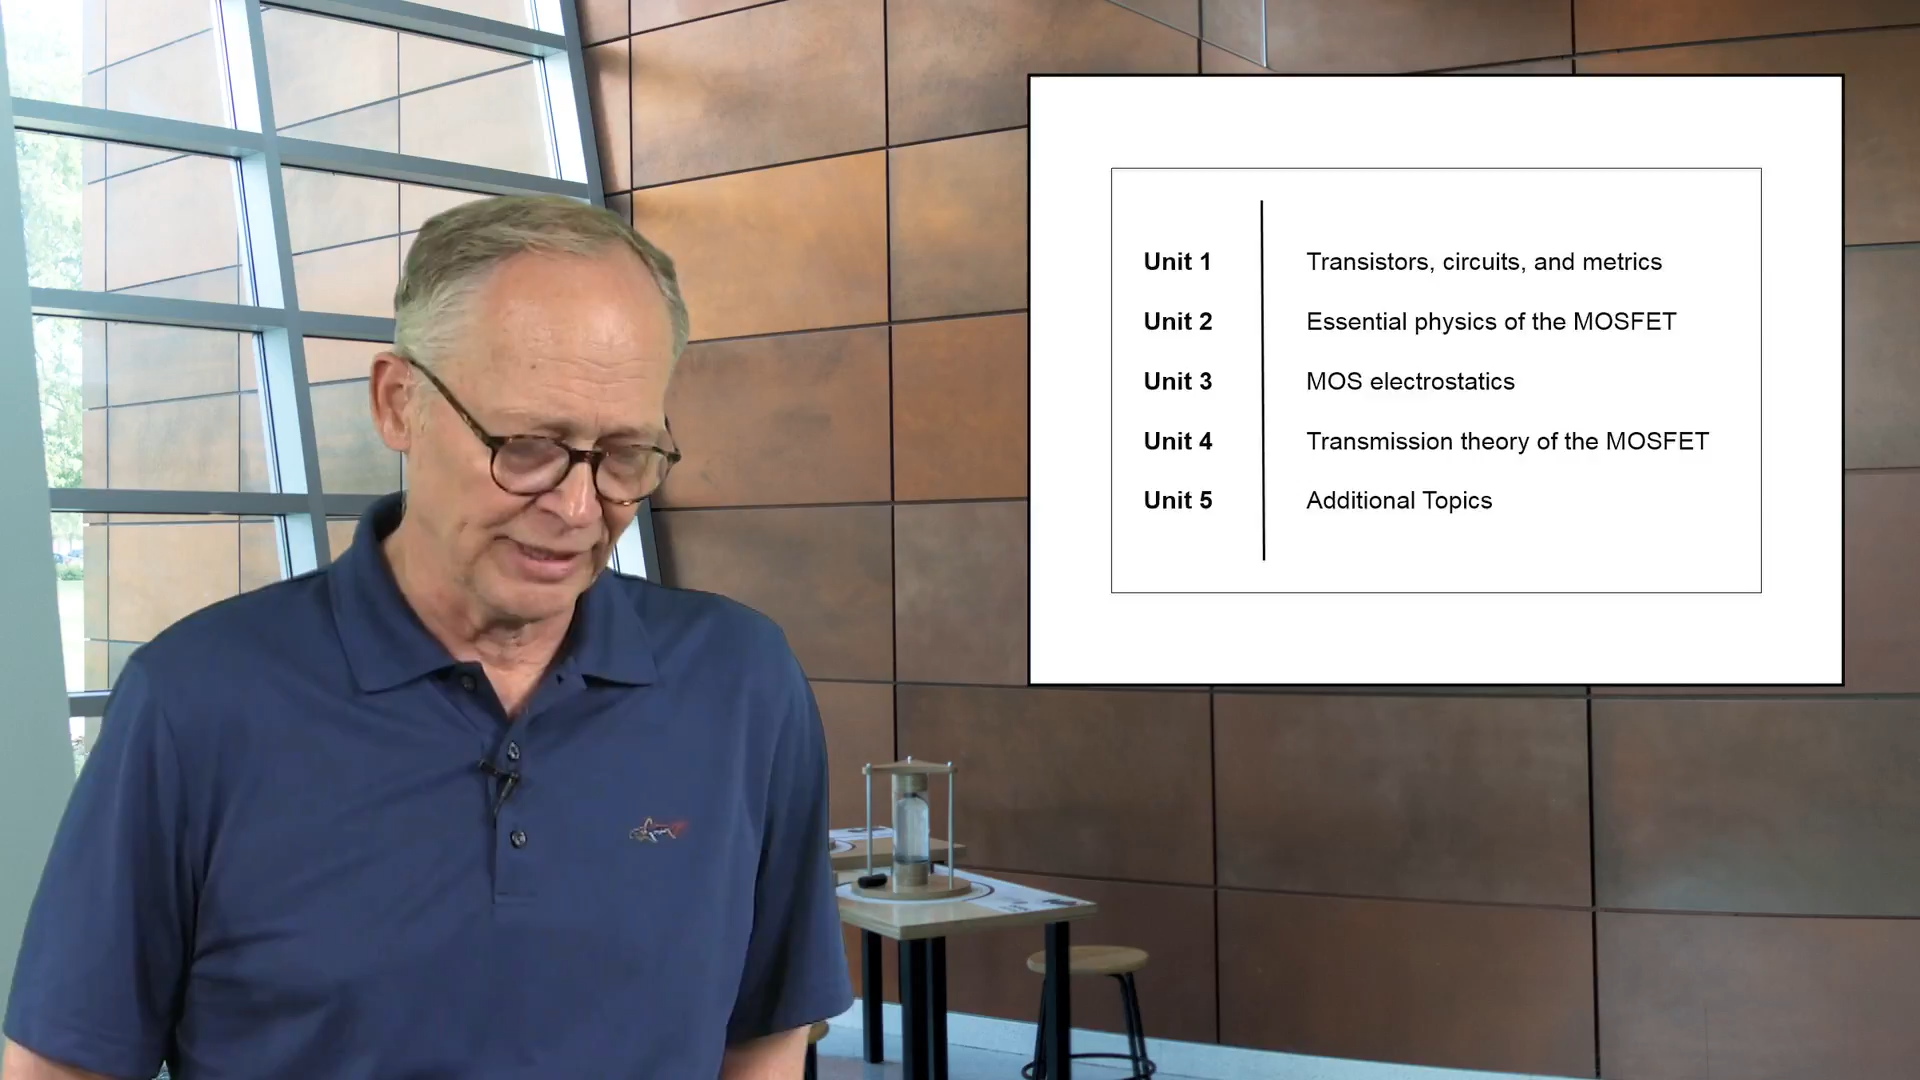 Unit 1 Transistors, circuits, and metrics
Unit 2 Essential physics of the MOSFET
Unit 3 MOS electrostatics
Unit 4 Transmission theory of the MOSFET
Unit 5 Additional Topics